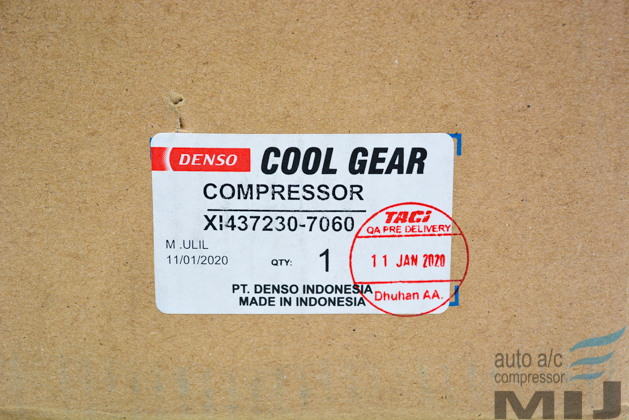 DENSO COOL GEAR
COMPRESSOR
XI437230-7060
M .ULIL
11/01/2020
QTY: 1
PT. DENSO INDONESIA
MADE IN INDONESIA
TACi
QA PRE DELIVERY
11 JAN 2020
Dhuhan AA.
auto a/c
compressor
MIJ